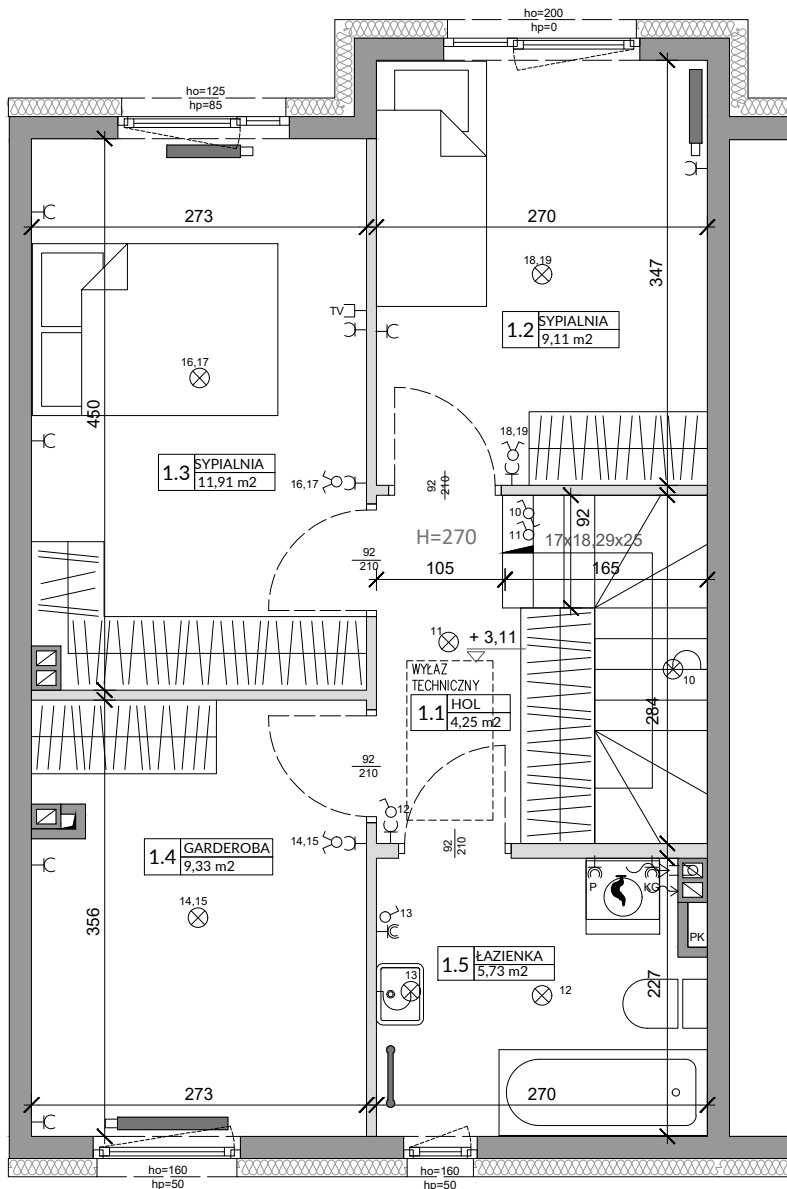 ho=200
hp=0
ho=125
hp=85
273
270
18,19
347
TV
1.2
SYPIALNIA
9,11 m2
16,17
450
18,19
1.3
SYPIALNIA
11,91 m2
16,17
92
210
10
92
H=270
11
17x18,29x25
92
210
105
165
11
+ 3,11
WYŁAZ
TECHNICZNY
10
1.1
HOL
4,25 m2
284
92
210
12
14,15
92
210
1.4
GARDEROBA
9,33 m2
P
KG
14,15
13
356
PK
1.5
ŁAZIENKA
5,73 m2
13
12
227
273
270
ho=160
hp=50
ho=160
hp=50